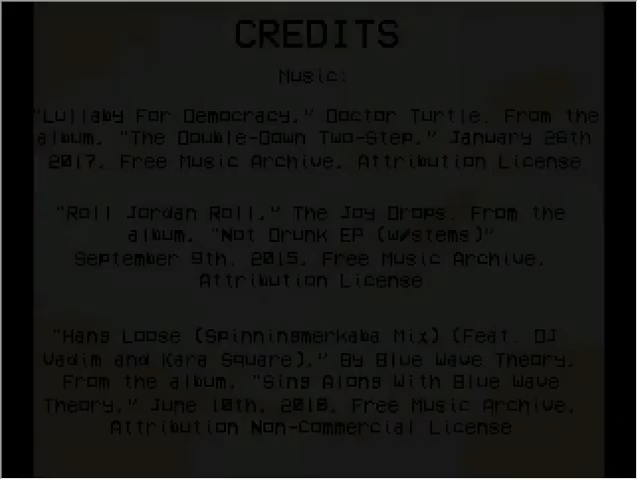 CREDITS
Music:
"Lullaby For Democracy," Doctor Turtle. From the
album, "The Double-Down Two-Step," January 26th
2017. Free Music Archive, Attribution License
"Roll Jordan Roll," The Joy Drops. From the
album, "Not Drunk EP (w/stems)"
September 9th, 2015. Free Music Archive,
Attribution License
"Hang Loose (Spinningmerkaba Mix) (Feat. DJ
Vadim and Kara Square)," By Blue Wave Theory.
From the album, "Sing Along With Blue Wave
Theory," June 10th, 2010. Free Music Archive,
Attribution Non-Commercial License